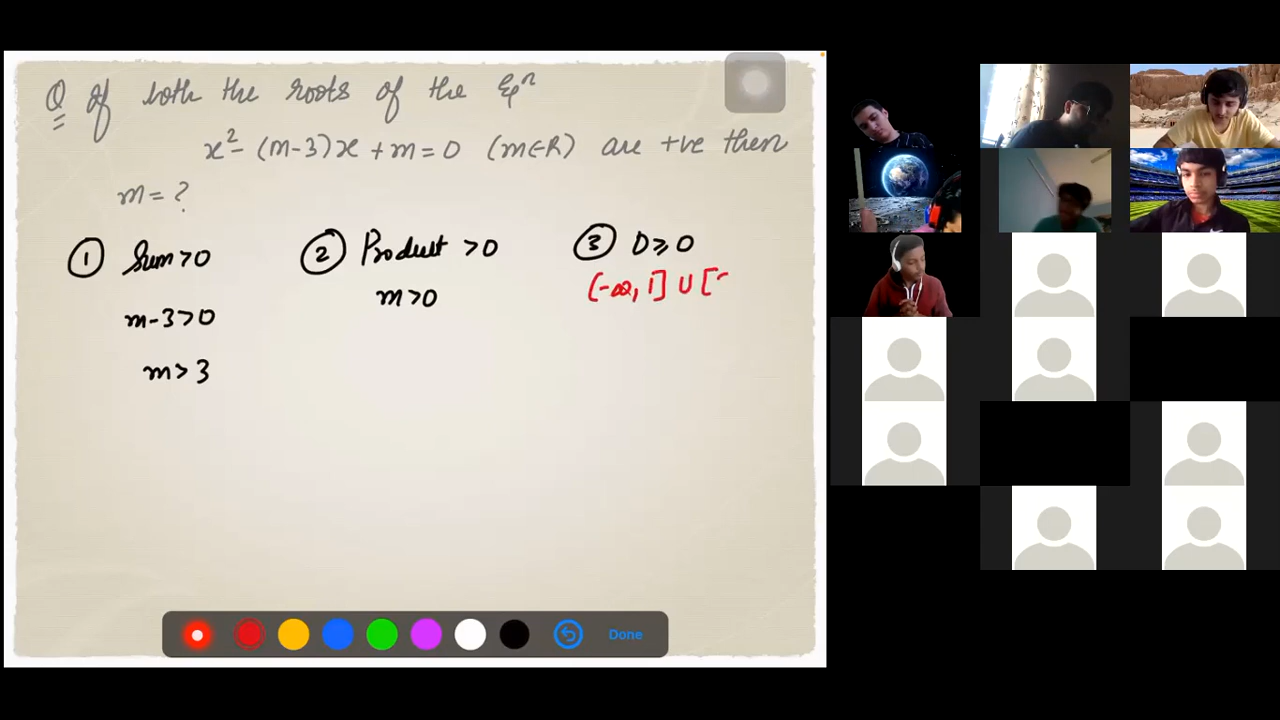 Q If both the roots of the Eqⁿ
x² - (m-3)x + m = 0 (m∈R) are +ve then
m = ?
① Sum > 0 ② Product > 0 ③ D ≥ 0
m > 0 (-∞, 1] ∪ [
m-3 > 0
m > 3
Done